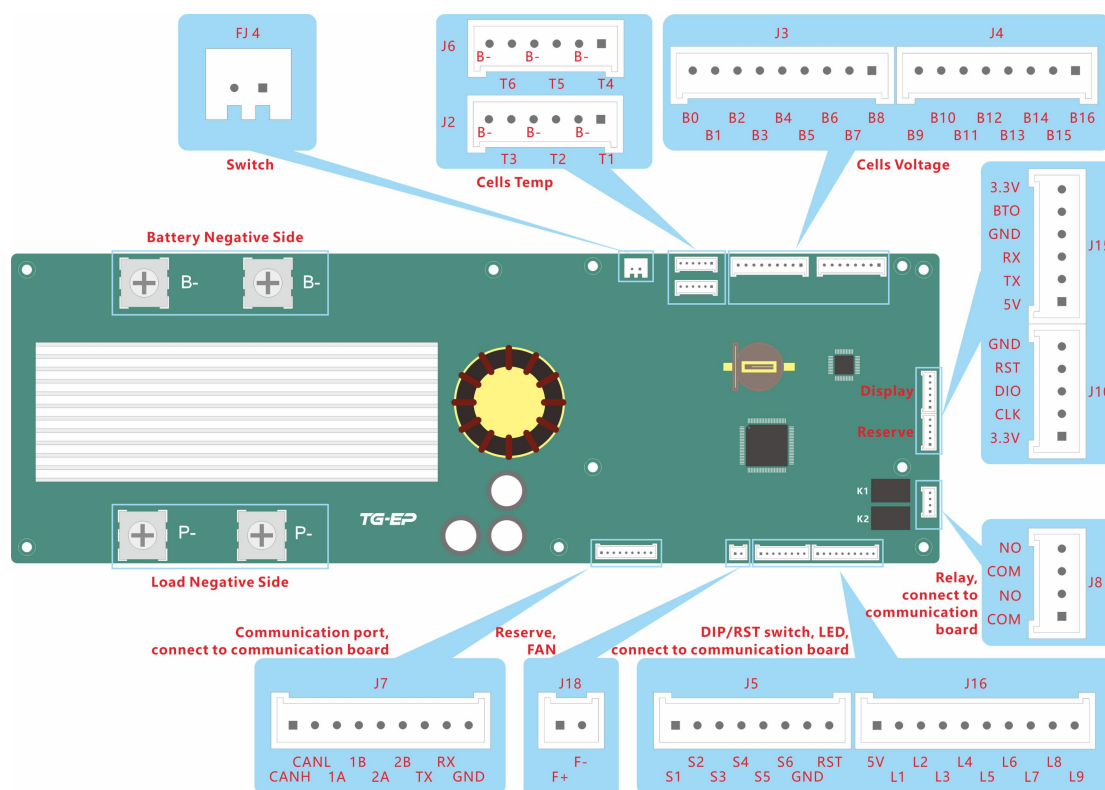 FJ 4
Switch
J6
B- B- B-
T6 T5 T4
J2
B- B- B-
T3 T2 T1
Cells Temp
J3
J4
B0 B2 B4 B6 B8
B1 B3 B5 B7
B10 B12 B14 B16
B9 B11 B13 B15
Cells Voltage
3.3V
BTO
GND
RX
TX
5V
J15
GND
RST
DIO
CLK
3.3V
Battery Negative Side
B-
B-
Display
Reserve
K1
K2
P-
P-
TG-EP
Load Negative Side
NO
COM
NO
COM
J8
Relay,
connect to
communication
board
Communication port,
connect to communication board
Reserve,
FAN
DIP/RST switch, LED,
connect to communication board
J7
CANL 1B 2B RX
CANH 1A 2A TX GND
J18
F-
F+
J5
S2 S4 S6 RST
S1 S3 S5 GND
J16
5V L2 L4 L6 L8
L1 L3 L5 L7 L9